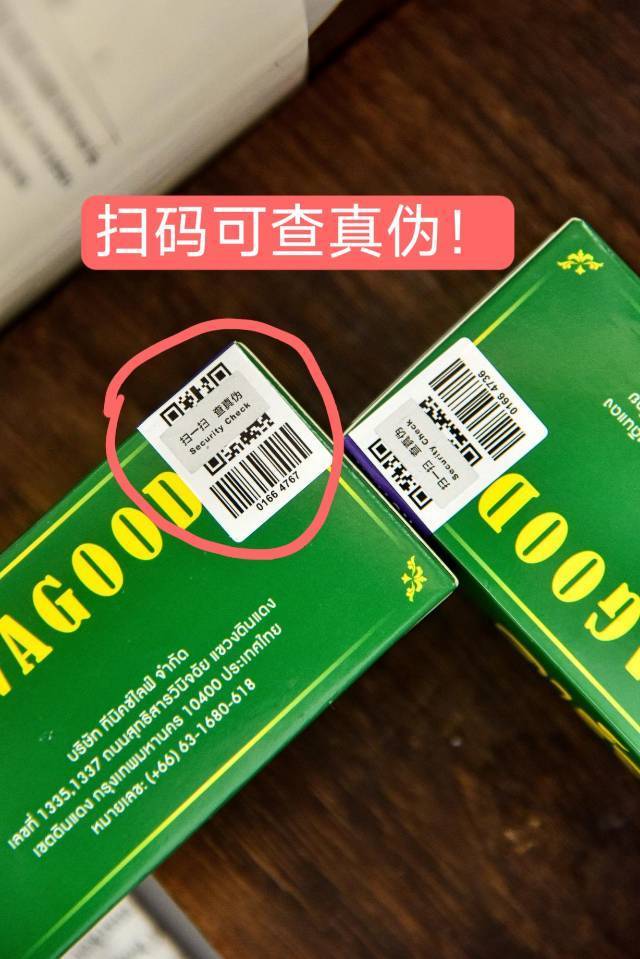 扫码可查真伪！
扫一扫 查真伪
Security Check
0166 4767
0166 4736
扫一扫 查真伪
Security Check
AGOOD
GOOD
บริษัท ทีนิคซ์ไลฟ์ จำกัด
เลขที่ 1335,1337 ถนนสุทธิสารวินิจฉัย แขวงดินแดง
เขตดินแดง กรุงเทพมหานคร 10400 ประเทศไทย
หมายเลข: (+66) 63-1680-618